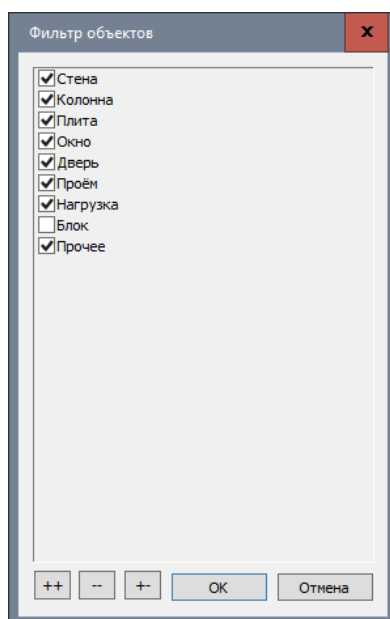 Фильтр объектов
x
Стена
Колонна
Плита
Окно
Дверь
Проём
Нагрузка
Блок
Прочее
++ -- +- OK Отмена